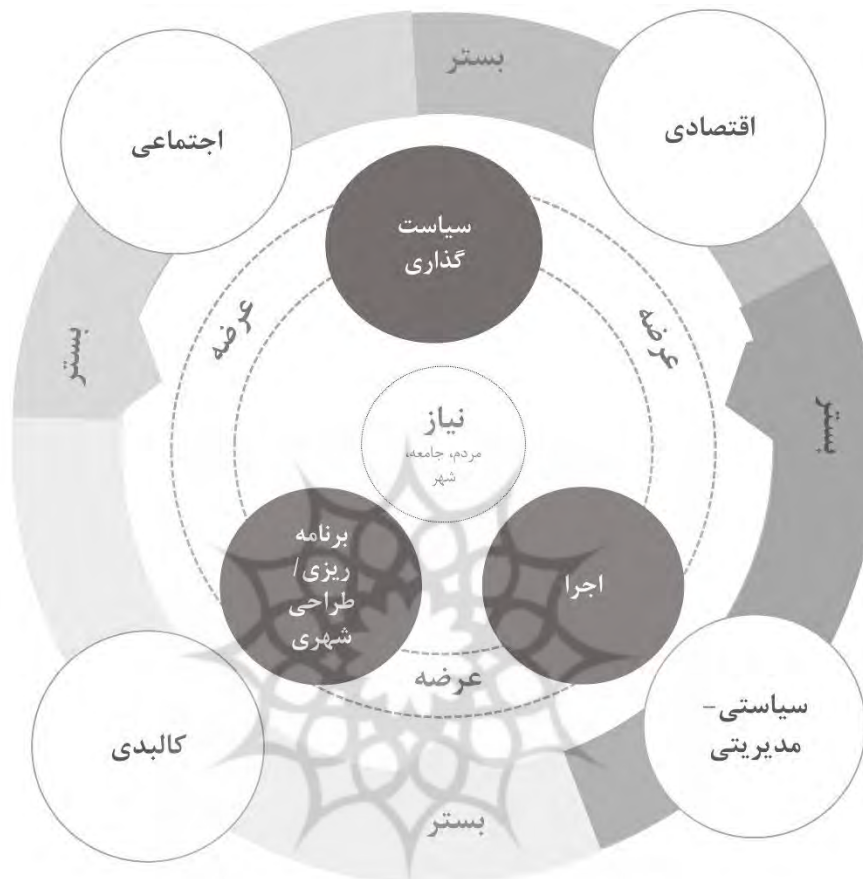 بستر
اقتصادی
اجتماعی
سیاست
گذاری
عرضه
عرضه
بستر
بستر
نیاز
مردم، جامعه،
شهر
برنامه
ریزی/
طراحی
شهری
اجرا
عرضه
سیاستی-
مدیریتی
کالبدی
بستر